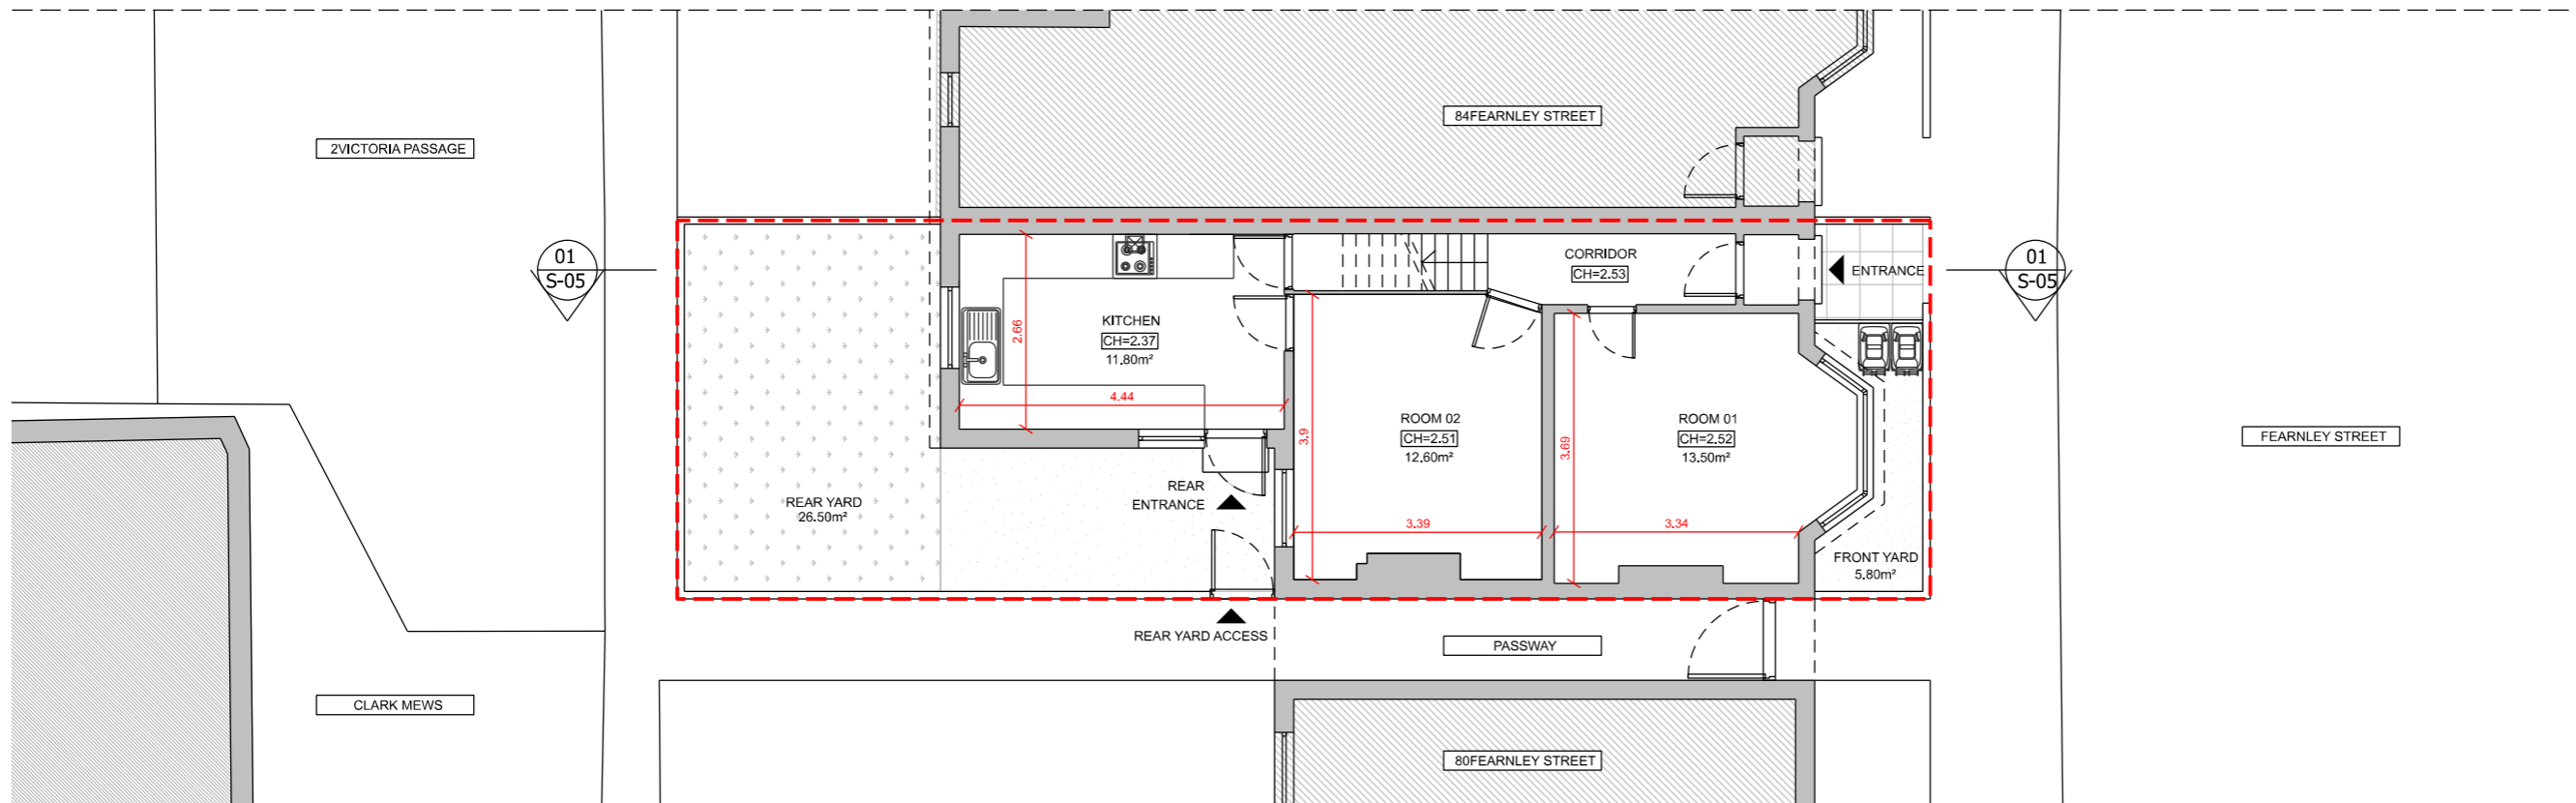 84FEARNLEY STREET
2VICTORIA PASSAGE
01
S-05
CORRIDOR
CH=2.53
ENTRANCE
01
S-05
KITCHEN
CH=2.37
11.80m²
2.66
4.44
ROOM 02
CH=2.51
12.60m²
3.9
3.39
ROOM 01
CH=2.52
13.50m²
3.69
3.34
FEARNLEY STREET
REAR
ENTRANCE
REAR YARD
26.50m²
FRONT YARD
5.80m²
REAR YARD ACCESS
PASSWAY
CLARK MEWS
80FEARNLEY STREET